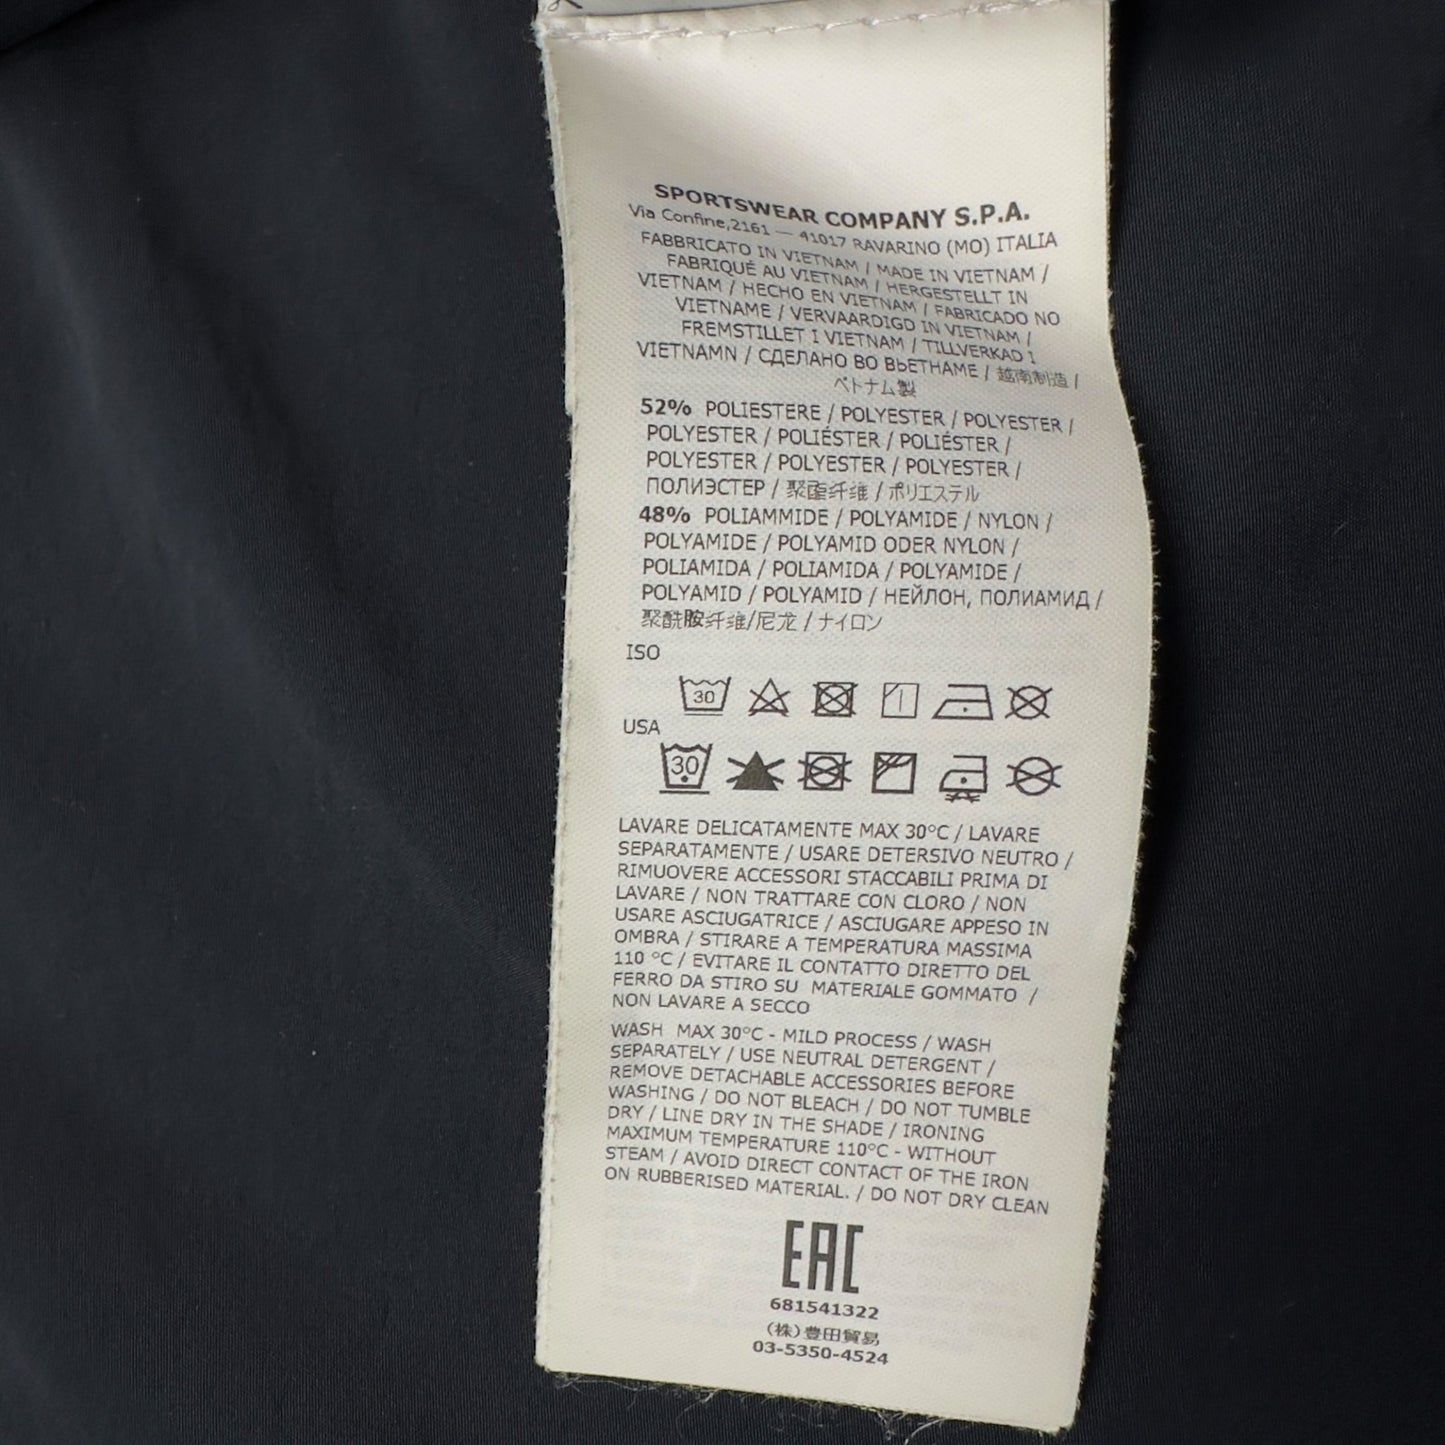 SPORTSWEAR COMPANY S.P.A.
Via Confine,2161 — 41017 RAVARINO (MO) ITALIA
FABBRICATO IN VIETNAM / MADE IN VIETNAM /
FABRIQUÉ AU VIETNAM / HERGESTELLT IN
VIETNAM / HECHO EN VIETNAM / FABRICADO NO
VIETNAME / VERVAARDIGD IN VIETNAM /
FREMSTILLET I VIETNAM / TILLVERKAD I
VIETNAMN / СДЕЛАНО ВО ВЬЕТНАМЕ / 越南制造 /
ベトナム製
52% POLIESTERE / POLYESTER / POLYESTER /
POLYESTER / POLIÉSTER / POLIÉSTER /
POLYESTER / POLYESTER / POLYESTER /
ПОЛИЭСТЕР / 聚酯纤维 / ポリエステル
48% POLIAMMIDE / POLYAMIDE / NYLON /
POLYAMIDE / POLYAMID ODER NYLON /
POLIAMIDA / POLIAMIDA / POLYAMIDE /
POLYAMID / POLYAMID / НЕЙЛОН, ПОЛИАМИД /
聚酰胺纤维/尼龙 / ナイロン
ISO
30
USA
30
LAVARE DELICATAMENTE MAX 30°C / LAVARE
SEPARATAMENTE / USARE DETERSIVO NEUTRO /
RIMUOVERE ACCESSORI STACCABILI PRIMA DI
LAVARE / NON TRATTARE CON CLORO / NON
USARE ASCIUGATRICE / ASCIUGARE APPESO IN
OMBRA / STIRARE A TEMPERATURA MASSIMA
110 °C / EVITARE IL CONTATTO DIRETTO DEL
FERRO DA STIRO SU MATERIALE GOMMATO /
NON LAVARE A SECCO
WASH MAX 30°C - MILD PROCESS / WASH
SEPARATELY / USE NEUTRAL DETERGENT /
REMOVE DETACHABLE ACCESSORIES BEFORE
WASHING / DO NOT BLEACH / DO NOT TUMBLE
DRY / LINE DRY IN THE SHADE / IRONING
MAXIMUM TEMPERATURE 110°C - WITHOUT
STEAM / AVOID DIRECT CONTACT OF THE IRON
ON RUBBERISED MATERIAL. / DO NOT DRY CLEAN
EAC
681541322
(株)豊田貿易
03-5350-4524